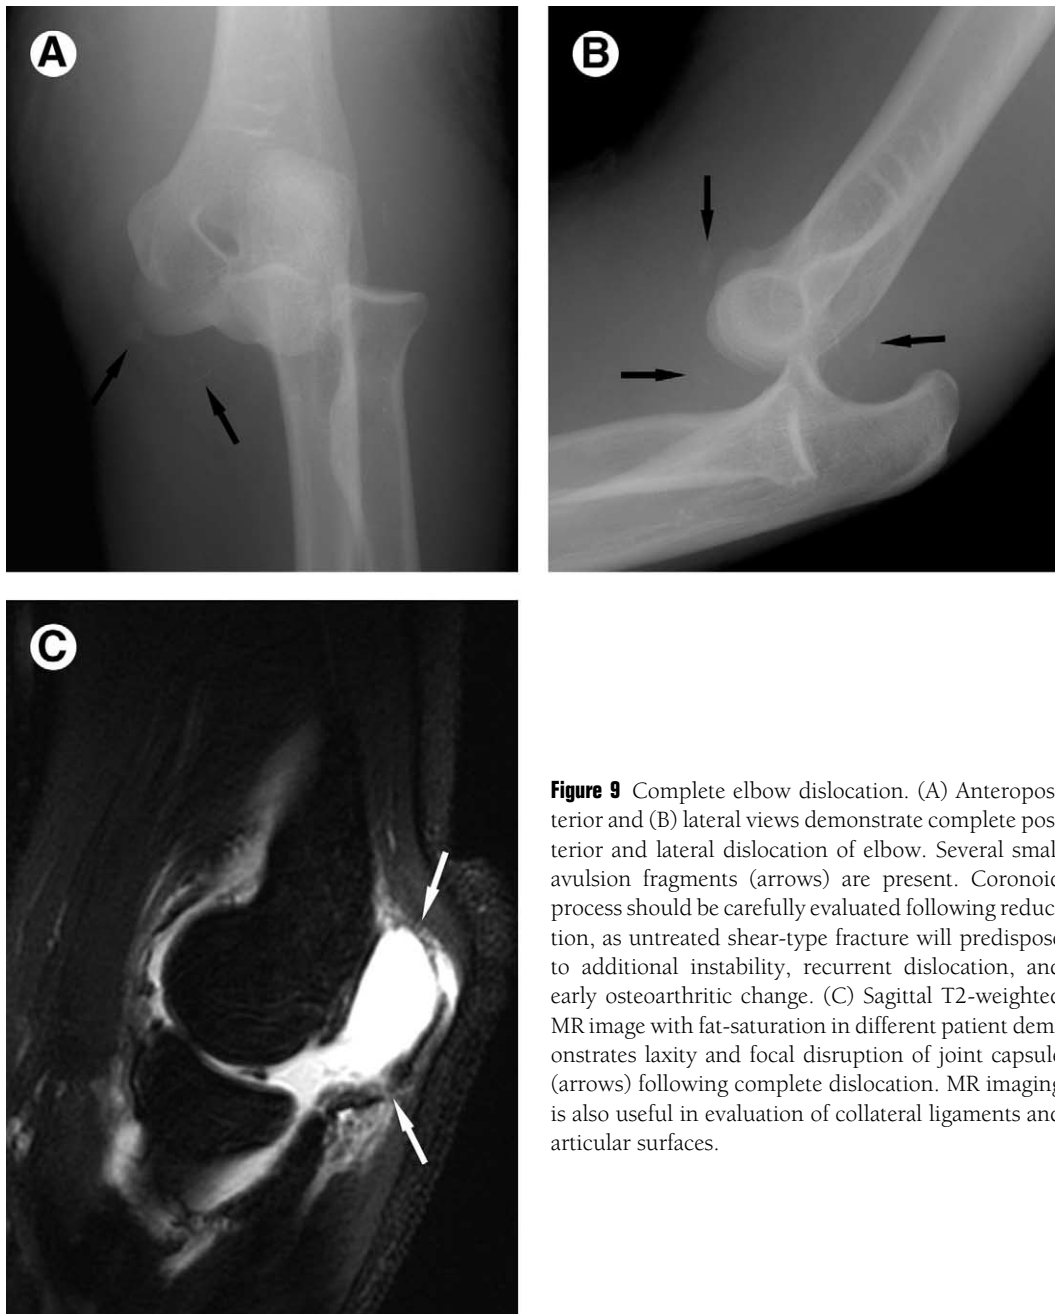 A
B
C
Figure 9 Complete elbow dislocation. (A) Anteropos
terior and (B) lateral views demonstrate complete pos
terior and lateral dislocation of elbow. Several smal
avulsion fragments (arrows) are present. Coronoid
process should be carefully evaluated following reduc
tion, as untreated shear-type fracture will predispose
to additional instability, recurrent dislocation, and
early osteoarthritic change. (C) Sagittal T2-weighted
MR image with fat-saturation in different patient dem
onstrates laxity and focal disruption of joint capsule
(arrows) following complete dislocation. MR imaging
is also useful in evaluation of collateral ligaments and
articular surfaces.